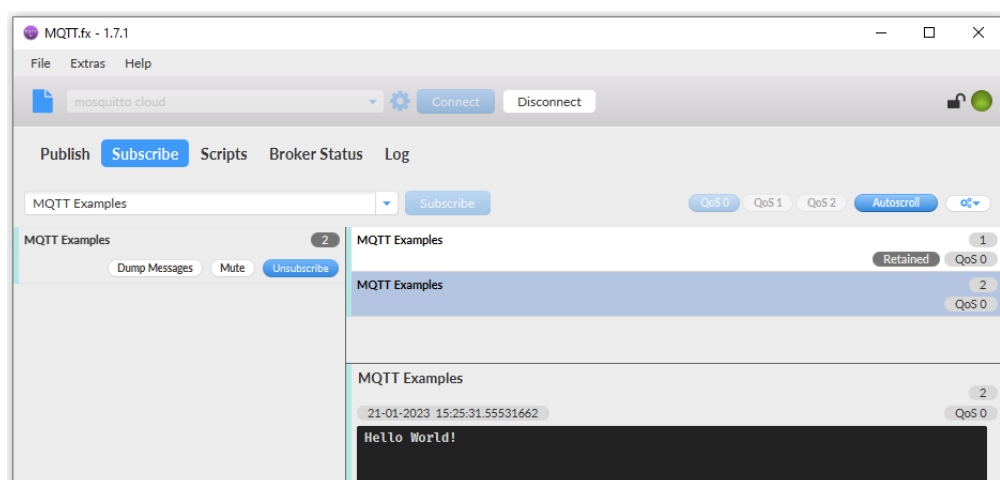 MQTT.fx - 1.7.1
File Extras Help
mosquitto cloud Connect Disconnect
Publish Subscribe Scripts Broker Status Log
MQTT Examples Subscribe QoS 0 QoS 1 QoS 2 Autoscroll
MQTT Examples 2
Dump Messages Mute Unsubscribe
MQTT Examples 1
Retained QoS 0
MQTT Examples 2
QoS 0
MQTT Examples
2
21-01-2023 15:25:31.55531662 QoS 0
Hello World!